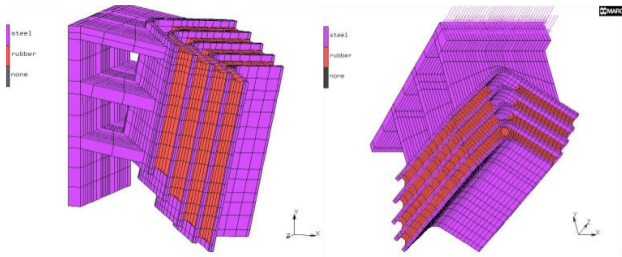 steel
rubber
none
Y
Z
X
steel
rubber
none
MARC
Y
Z
X